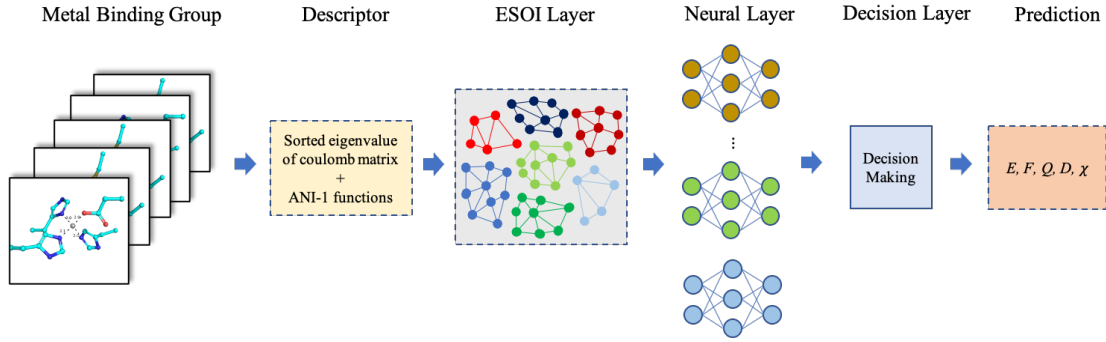 Metal Binding Group
Descriptor
ESOI Layer
Neural Layer
Decision Layer
Prediction
Sorted eigenvalue
of coulomb matrix
+
ANI-1 functions
...
Decision
Making
E, F, Q, D, χ